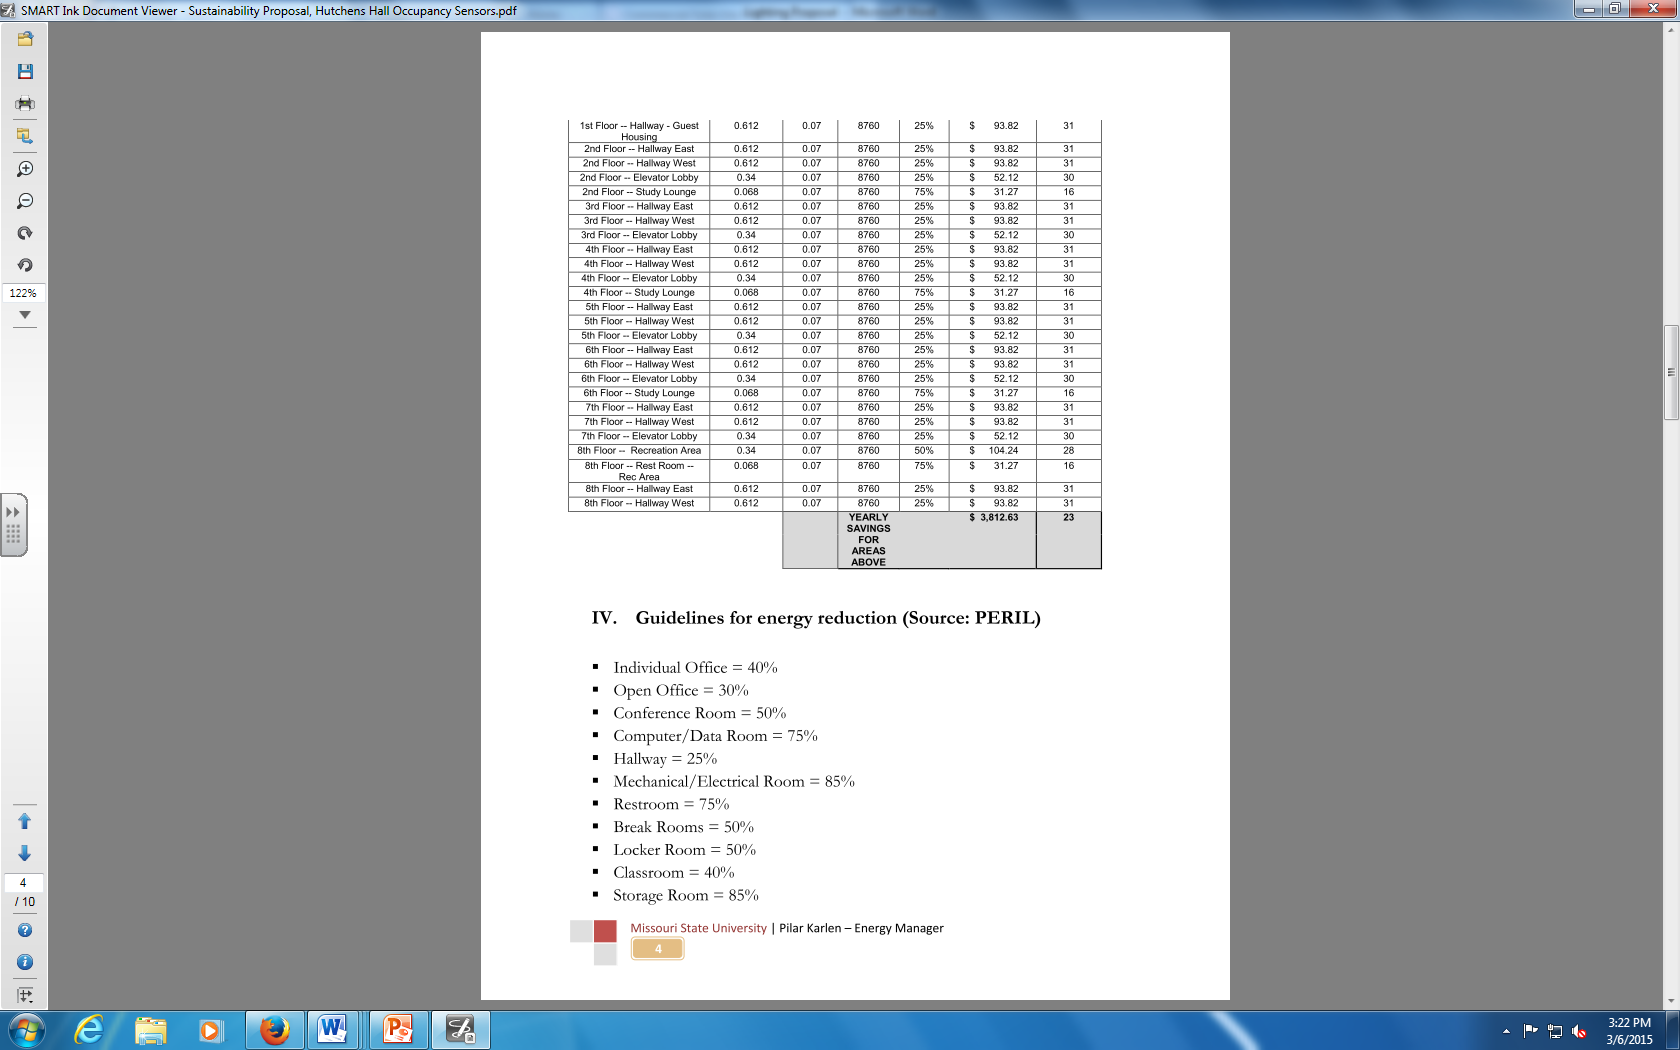 SMART Ink Document Viewer - Sustainability Proposal, Hutchens Hall Occupancy Sensors.pdf
1st Floor -- Hallway - Guest Housing 0.612 0.07 8760 25% $ 93.82 31
2nd Floor -- Hallway East 0.612 0.07 8760 25% $ 93.82 31
2nd Floor -- Hallway West 0.612 0.07 8760 25% $ 93.82 31
2nd Floor -- Elevator Lobby 0.34 0.07 8760 25% $ 52.12 30
2nd Floor -- Study Lounge 0.068 0.07 8760 75% $ 31.27 16
3rd Floor -- Hallway East 0.612 0.07 8760 25% $ 93.82 31
3rd Floor -- Hallway West 0.612 0.07 8760 25% $ 93.82 31
3rd Floor -- Elevator Lobby 0.34 0.07 8760 25% $ 52.12 30
4th Floor -- Hallway East 0.612 0.07 8760 25% $ 93.82 31
4th Floor -- Hallway West 0.612 0.07 8760 25% $ 93.82 31
4th Floor -- Elevator Lobby 0.34 0.07 8760 25% $ 52.12 30
4th Floor -- Study Lounge 0.068 0.07 8760 75% $ 31.27 16
5th Floor -- Hallway East 0.612 0.07 8760 25% $ 93.82 31
5th Floor -- Hallway West 0.612 0.07 8760 25% $ 93.82 31
5th Floor -- Elevator Lobby 0.34 0.07 8760 25% $ 52.12 30
6th Floor -- Hallway East 0.612 0.07 8760 25% $ 93.82 31
6th Floor -- Hallway West 0.612 0.07 8760 25% $ 93.82 31
6th Floor -- Elevator Lobby 0.34 0.07 8760 25% $ 52.12 30
6th Floor -- Study Lounge 0.068 0.07 8760 75% $ 31.27 16
7th Floor -- Hallway East 0.612 0.07 8760 25% $ 93.82 31
7th Floor -- Hallway West 0.612 0.07 8760 25% $ 93.82 31
7th Floor -- Elevator Lobby 0.34 0.07 8760 25% $ 52.12 30
8th Floor -- Recreation Area 0.34 0.07 8760 50% $ 104.24 28
8th Floor -- Rest Room -- Rec Area 0.068 0.07 8760 75% $ 31.27 16
8th Floor -- Hallway East 0.612 0.07 8760 25% $ 93.82 31
8th Floor -- Hallway West 0.612 0.07 8760 25% $ 93.82 31
YEARLY SAVINGS FOR AREAS ABOVE $ 3,812.63 23
IV. Guidelines for energy reduction (Source: PERIL)
▪ Individual Office = 40%
▪ Open Office = 30%
▪ Conference Room = 50%
▪ Computer/Data Room = 75%
▪ Hallway = 25%
▪ Mechanical/Electrical Room = 85%
▪ Restroom = 75%
▪ Break Rooms = 50%
▪ Locker Room = 50%
▪ Classroom = 40%
▪ Storage Room = 85%
Missouri State University | Pilar Karlen – Energy Manager
4
122%
4
/ 10
3:22 PM
3/6/2015